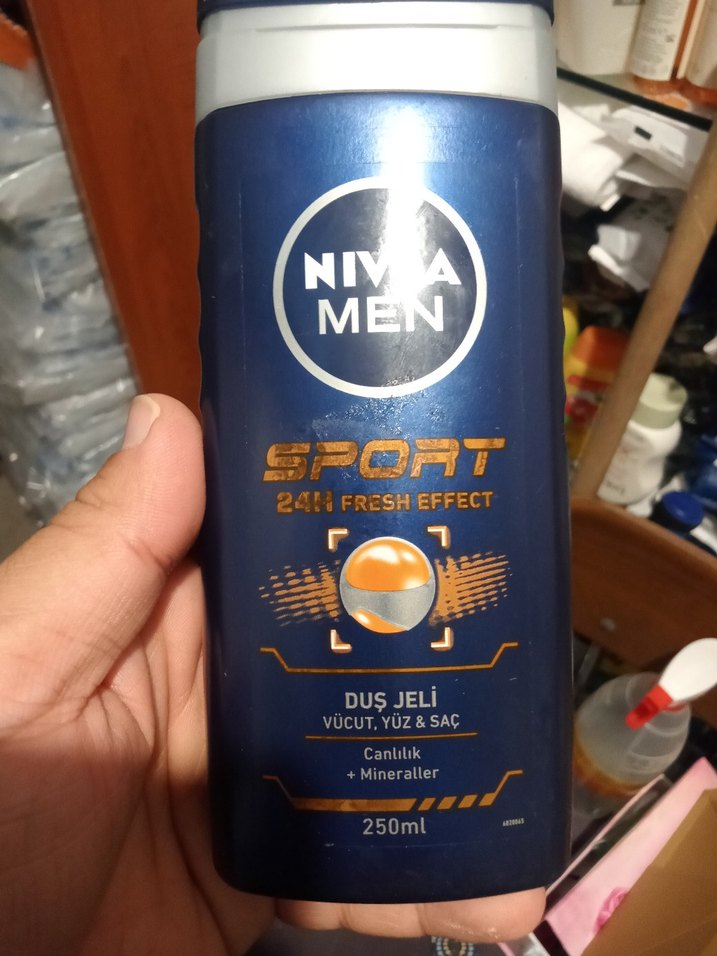 NIVEA
MEN
SPORT
24H FRESH EFFECT
DUŞ JELİ
VÜCUT, YÜZ & SAÇ
Canlılık
+ Mineraller
250ml